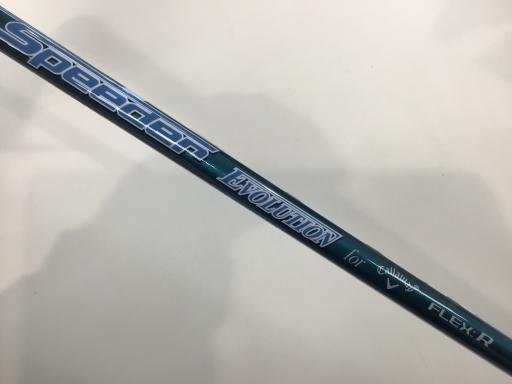 Speeder EVOLUTION for Callaway FLEX:R